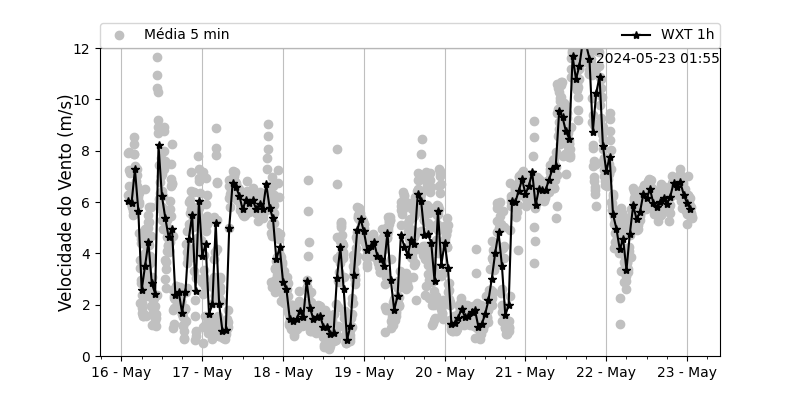 Média 5 min
WXT 1h
2024-05-23 01:55
Velocidade do Vento (m/s)
12
10
8
6
4
2
0
16 - May
17 - May
18 - May
19 - May
20 - May
21 - May
22 - May
23 - May